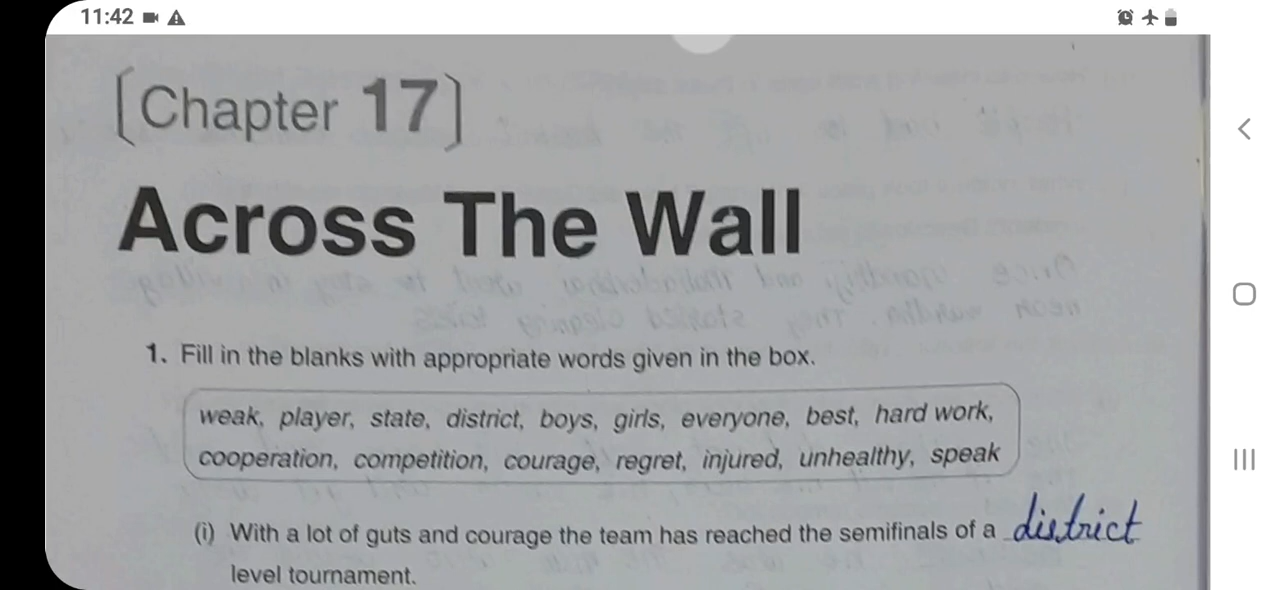 11:42
[Chapter 17]
Across The Wall
1. Fill in the blanks with appropriate words given in the box.
weak, player, state, district, boys, girls, everyone, best, hard work,
cooperation, competition, courage, regret, injured, unhealthy, speak
(i) With a lot of guts and courage the team has reached the semifinals of a district
level tournament.